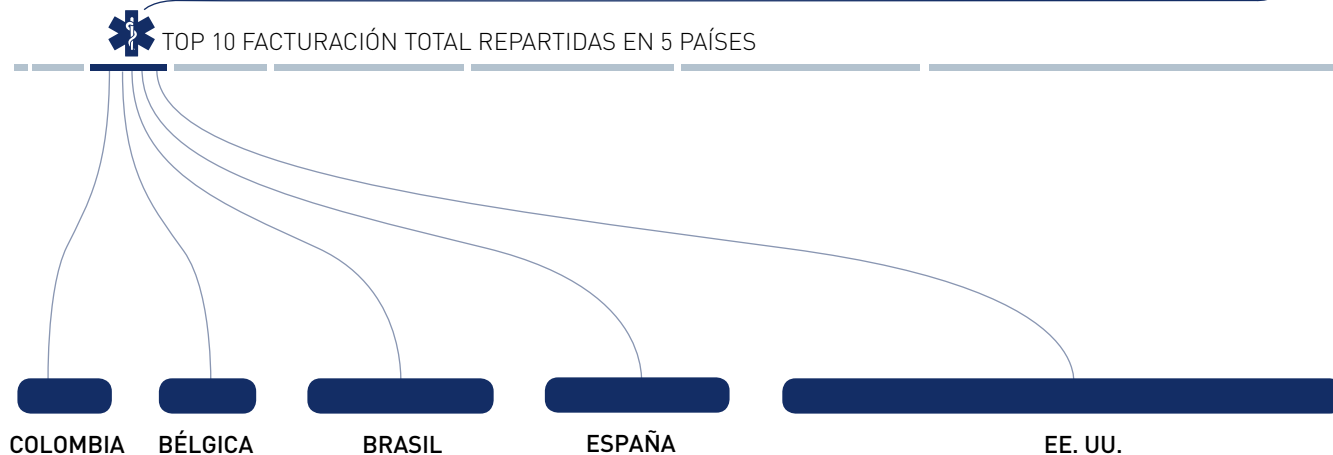 TOP 10 FACTURACIÓN TOTAL REPARTIDAS EN 5 PAÍSES
COLOMBIA BÉLGICA BRASIL ESPAÑA EE. UU.